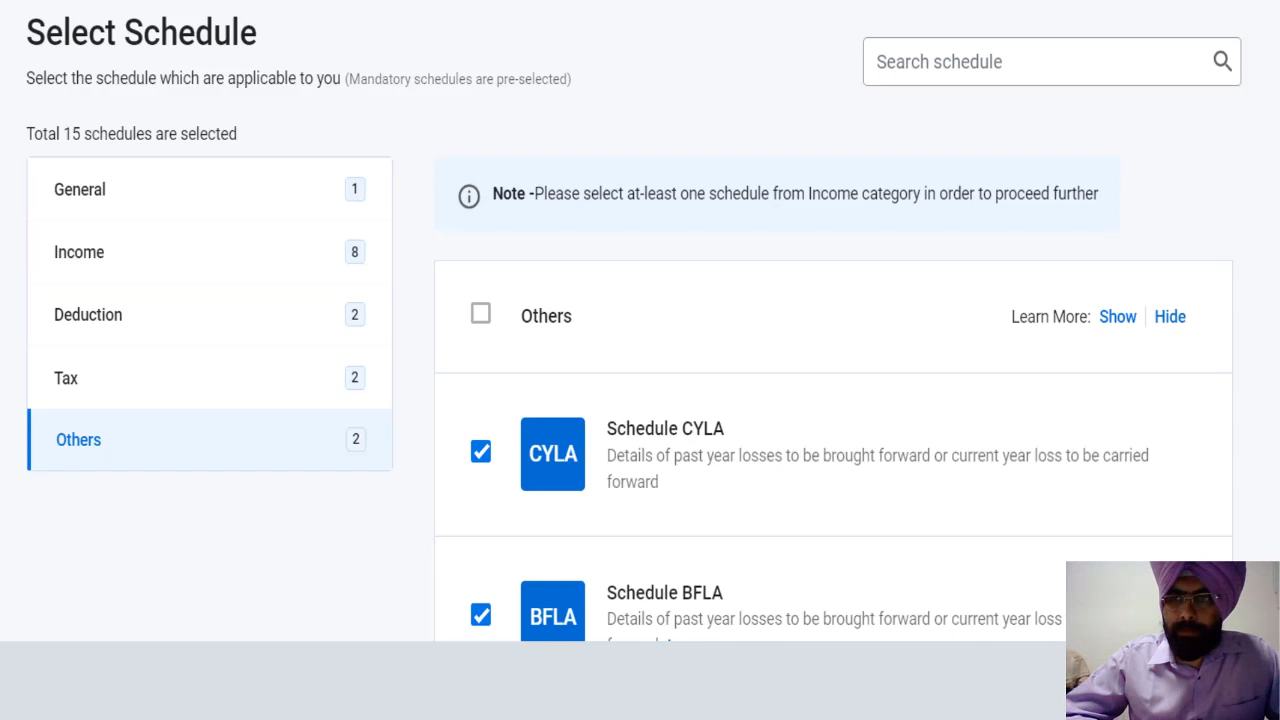 Select Schedule
Search schedule
Select the schedule which are applicable to you (Mandatory schedules are pre-selected)
Total 15 schedules are selected
General 1
Income 8
Deduction 2
Tax 2
Others 2
Note -Please select at-least one schedule from Income category in order to proceed further
Others
Learn More: Show Hide
CYLA
Schedule CYLA
Details of past year losses to be brought forward or current year loss to be carried
forward
BFLA
Schedule BFLA
Details of past year losses to be brought forward or current year loss